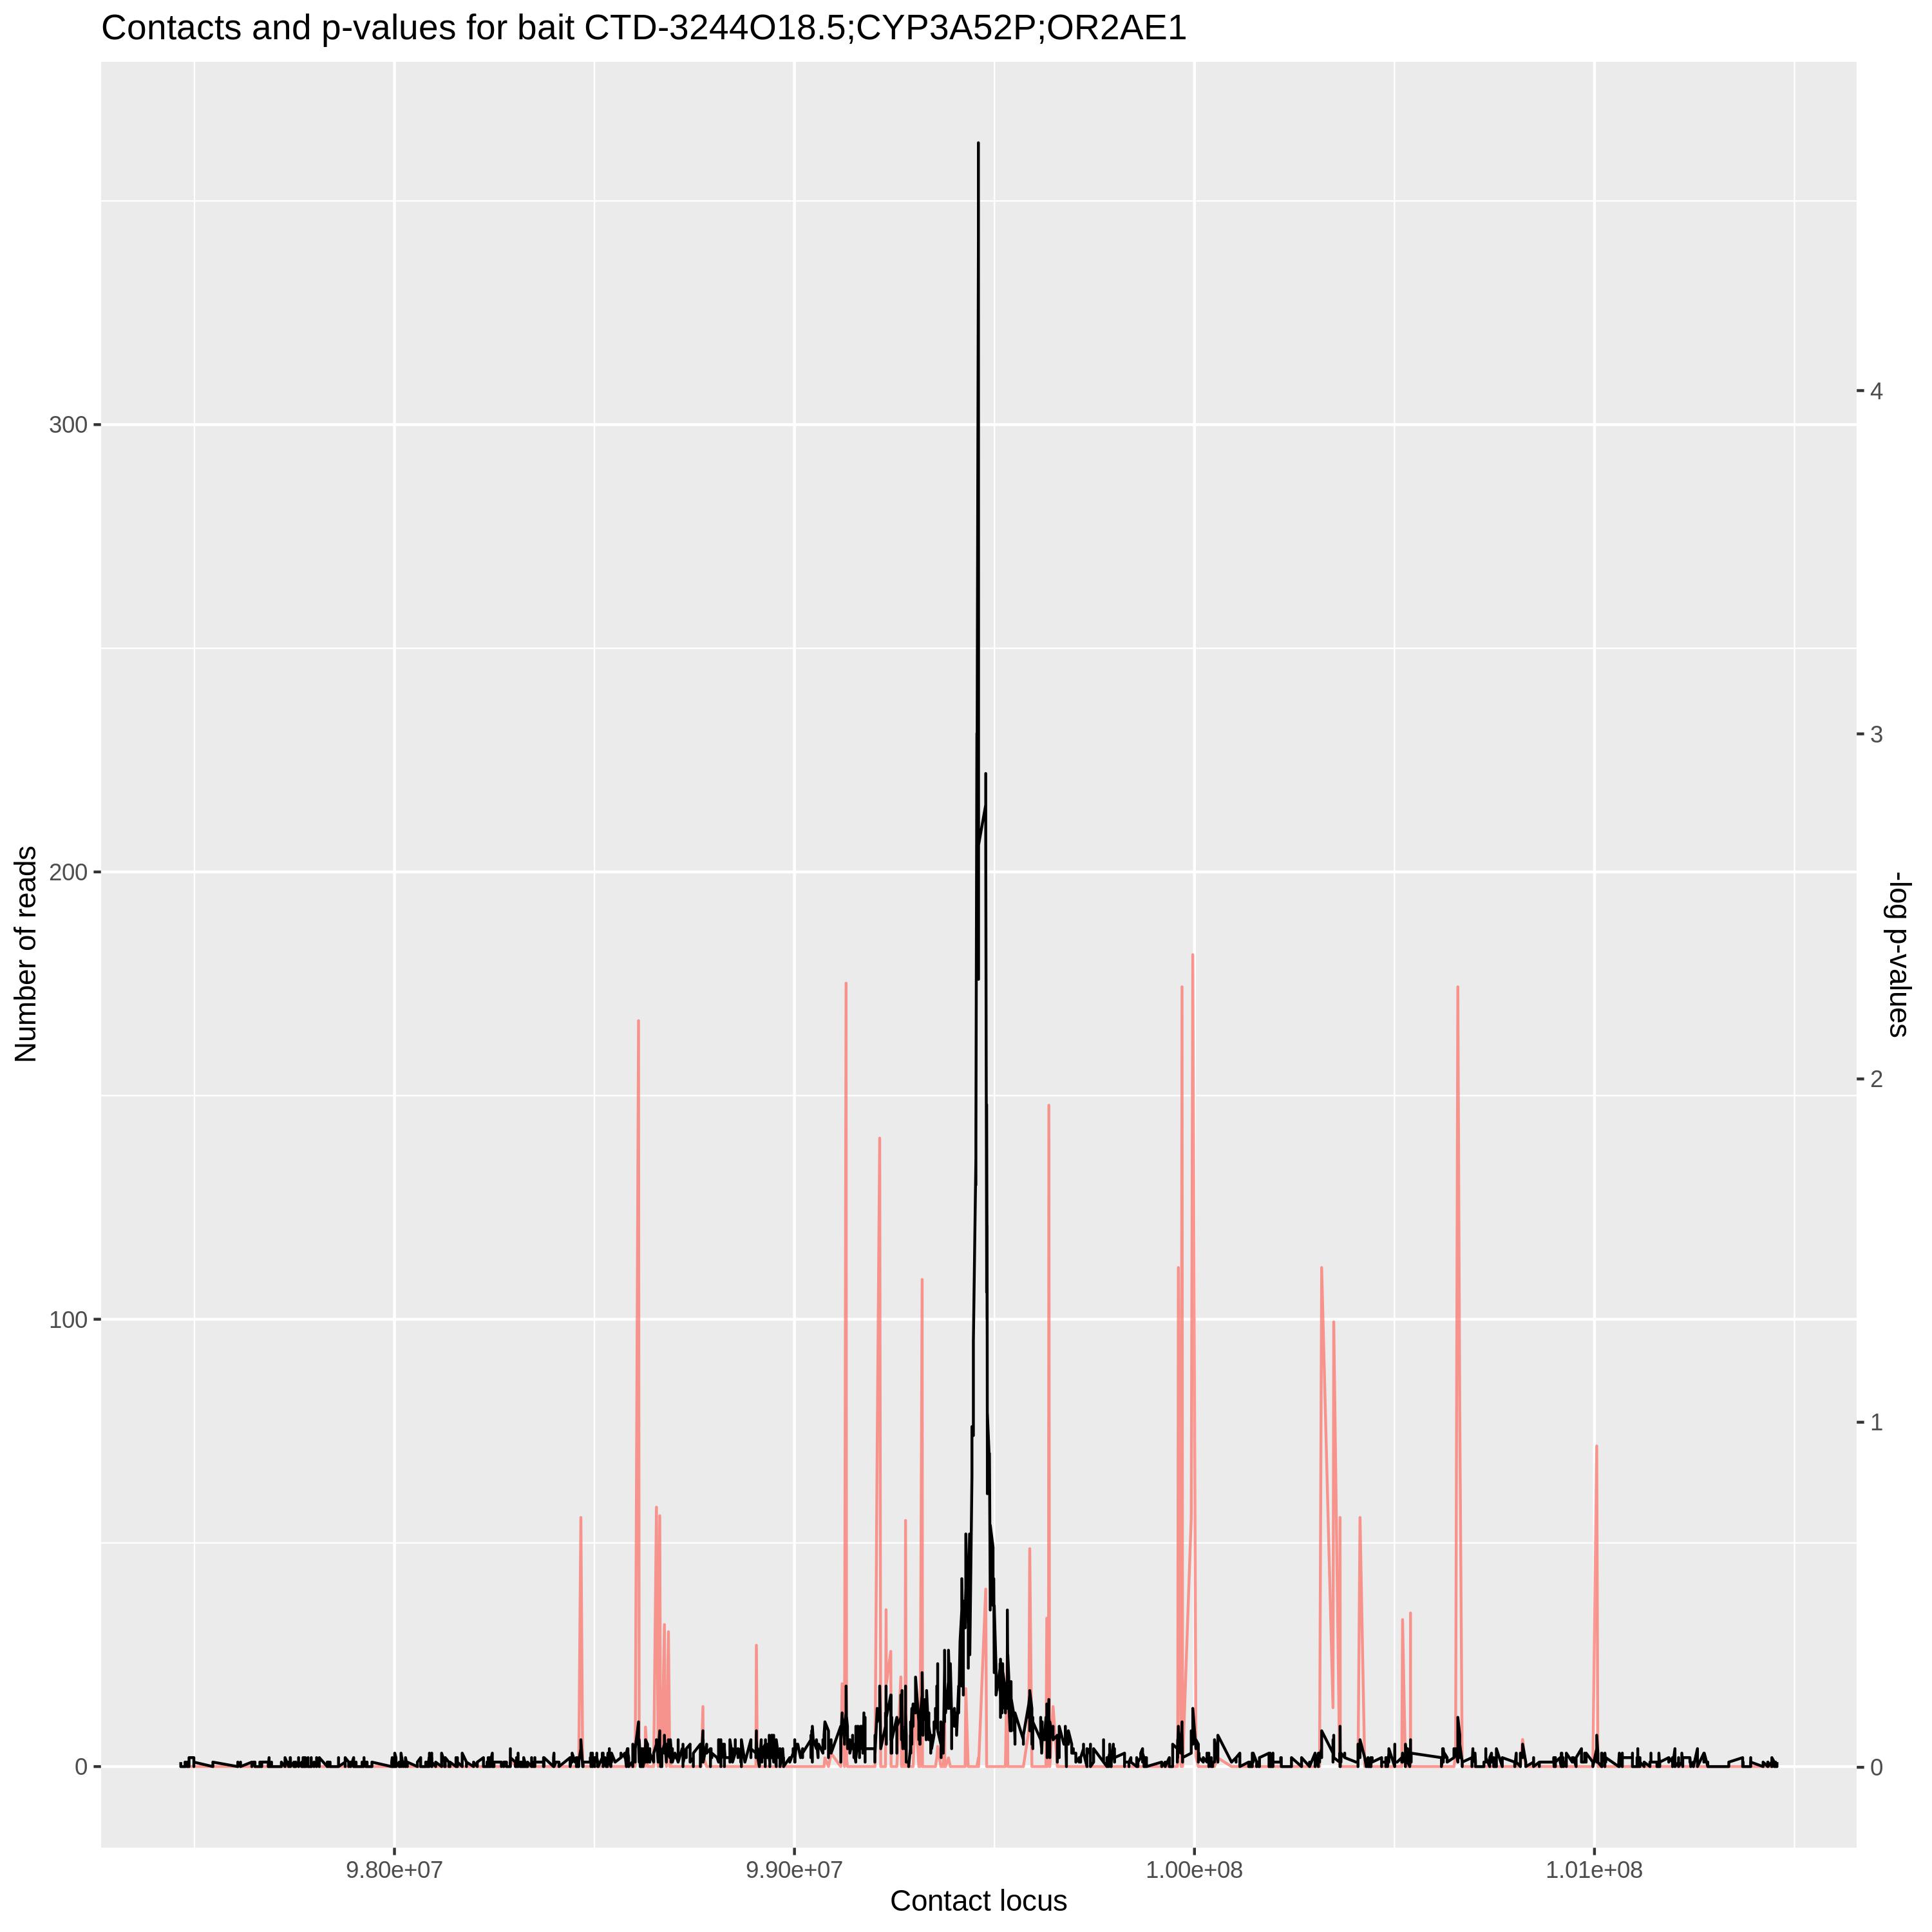 Contacts and p-values for bait CTD-3244O18.5;CYP3A52P;OR2AE1
Number of reads
300
200
100
0
4
3
2
1
0
-log p-values
9.80e+07
9.90e+07
1.00e+08
1.01e+08
Contact locus